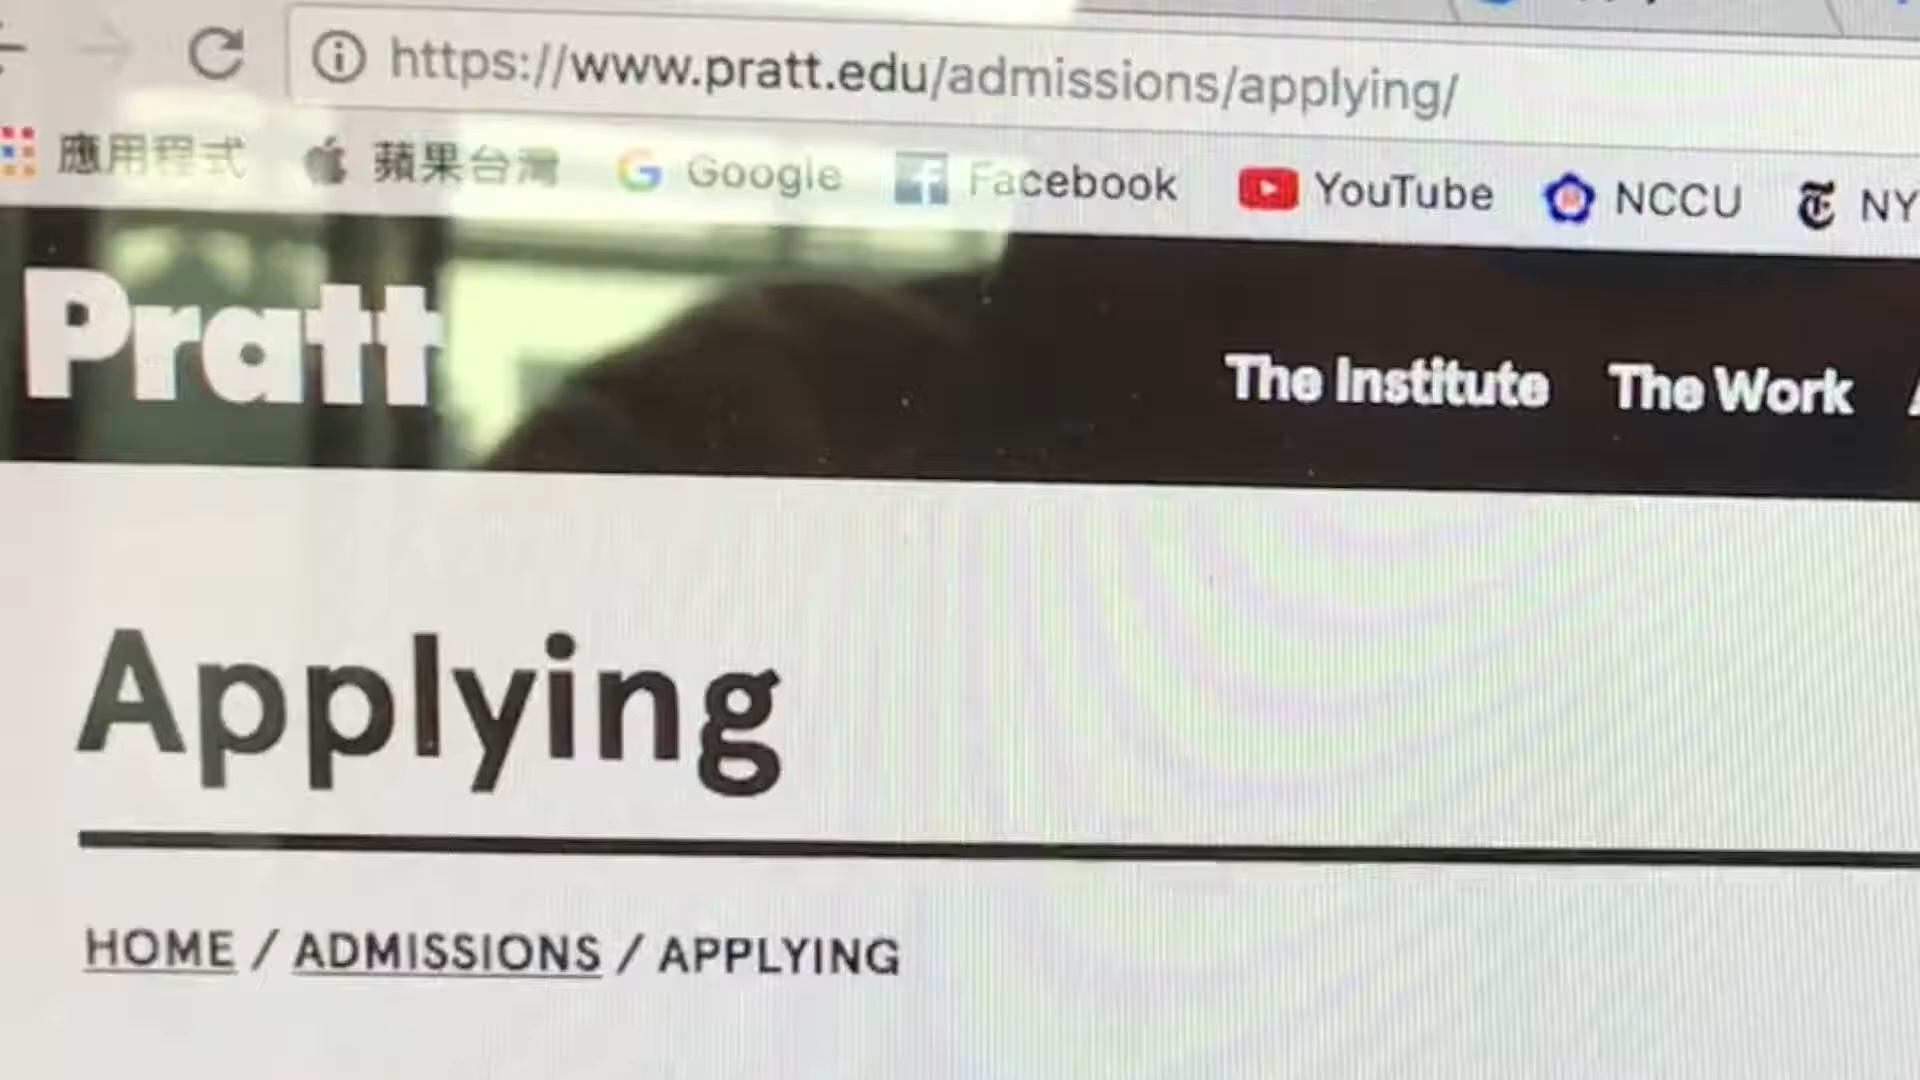 https://www.pratt.edu/admissions/applying/
應用程式 蘋果台灣 Google Facebook YouTube NCCU NY
Pratt The Institute The Work
Applying
HOME / ADMISSIONS / APPLYING